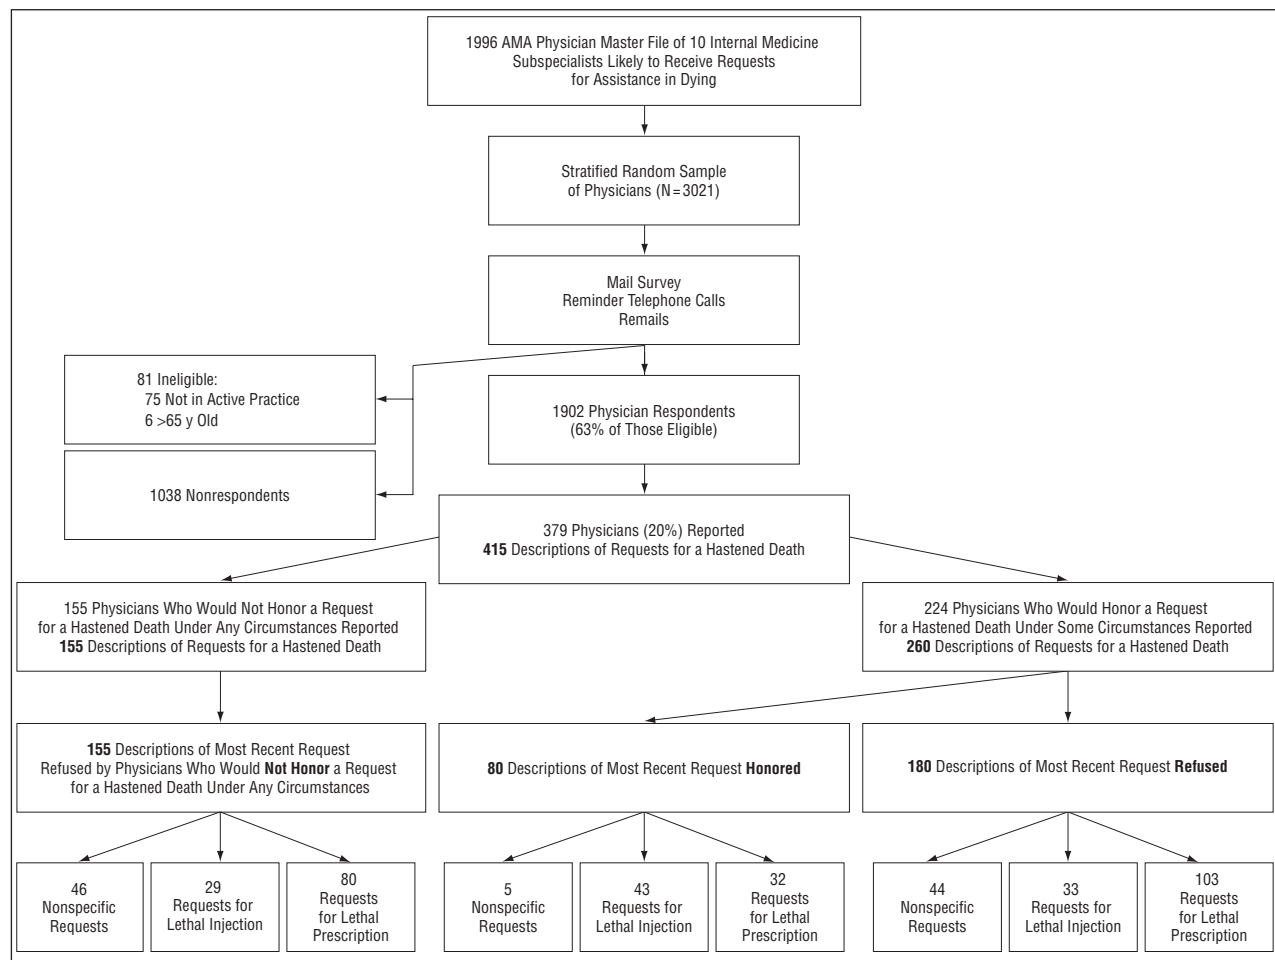 1996 AMA Physician Master File of 10 Internal Medicine
Subspecialists Likely to Receive Requests
for Assistance in Dying
Stratified Random Sample
of Physicians (N=3021)
Mail Survey
Reminder Telephone Calls
Remails
81 Ineligible:
75 Not in Active Practice
6 >65 y Old
1902 Physician Respondents
(63% of Those Eligible)
1038 Nonrespondents
379 Physicians (20%) Reported
415 Descriptions of Requests for a Hastened Death
155 Physicians Who Would Not Honor a Request
for a Hastened Death Under Any Circumstances Reported
155 Descriptions of Requests for a Hastened Death
224 Physicians Who Would Honor a Request
for a Hastened Death Under Some Circumstances Reported
260 Descriptions of Requests for a Hastened Death
155 Descriptions of Most Recent Request
Refused by Physicians Who Would Not Honor a Request
for a Hastened Death Under Any Circumstances
80 Descriptions of Most Recent Request Honored
180 Descriptions of Most Recent Request Refused
46
Nonspecific
Requests
29
Requests for
Lethal Injection
80
Requests
for Lethal
Prescription
5
Nonspecific
Requests
43
Requests for
Lethal Injection
32
Requests
for Lethal
Prescription
44
Nonspecific
Requests
33
Requests for
Lethal Injection
103
Requests
for Lethal
Prescription